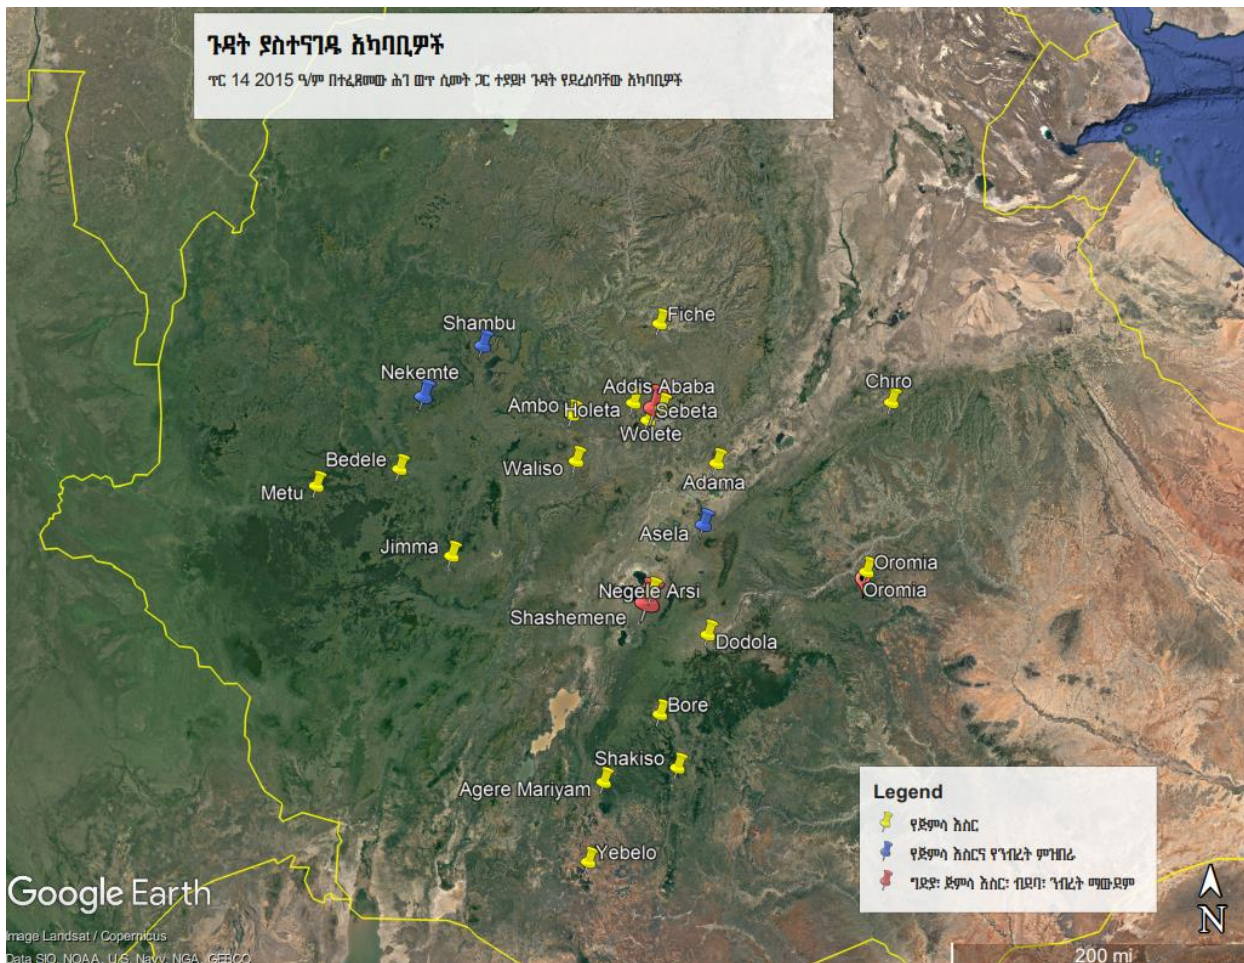 ጉዳት ያስተናገዱ አካባቢዎች
ጥር 14 2015 ዓ/ም በተፈጸመው ሕገ ወጥ ሲመት ጋር ተያይዞ ጉዳት የደረሰባቸው አካባቢዎች
Fiche
Shambu
Nekemte
Addis Ababa
Chiro
Ambo
Holeta
Sebeta
Wolete
Bedele
Waliso
Adama
Metu
Asela
Jimma
Oromia
Oromia
Negele Arsi
Shashemene
Dodola
Bore
Shakiso
Agere Mariyam
Yebelo
Legend
የጅምላ እስር
የጅምላ እስርና የንብረት ምዝበራ
ግድያ፣ ጅምላ እስር፣ ብደባ፣ ንብረት ማውደም
Google Earth
Image Landsat / Copernicus
Data SIO, NOAA, U.S. Navy, NGA, GEBCO
N
200 mi